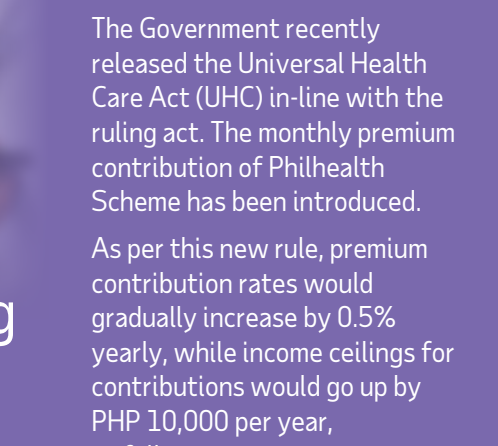 The Government recently
released the Universal Health
Care Act (UHC) in-line with the
ruling act. The monthly premium
contribution of Philhealth
Scheme has been introduced.
As per this new rule, premium
contribution rates would
gradually increase by 0.5%
yearly, while income ceilings for
contributions would go up by
PHP 10,000 per year,
g